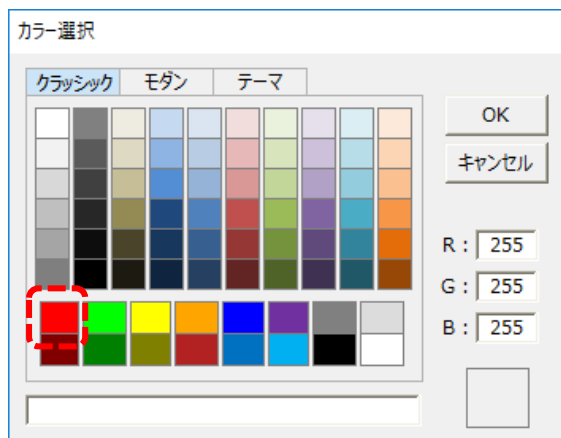 カラー選択
クラッシック モダン テーマ
OK
キャンセル
R : 255
G : 255
B : 255